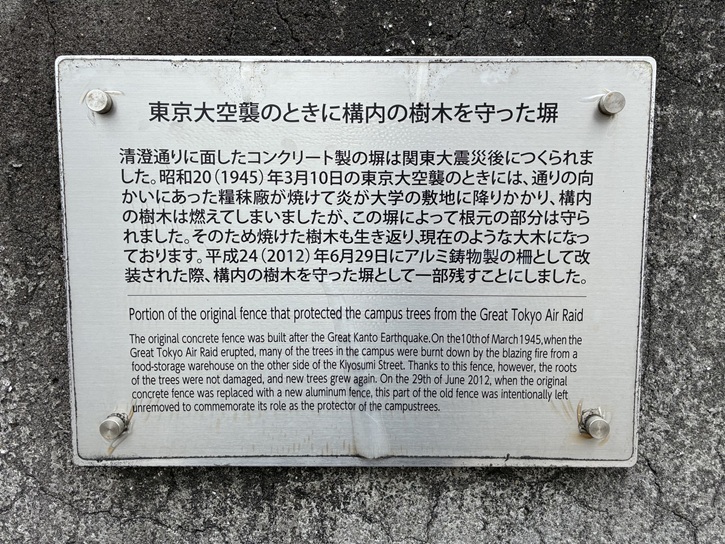 東京大空襲のときに構内の樹木を守った塀
清澄通りに面したコンクリート製の塀は関東大震災後につくられま
した。昭和20(1945)年3月10日の東京大空襲のときには、通りの向
かいにあった糧秣廠が焼けて炎が大学の敷地に降りかかり、構内
の樹木は燃えてしまいましたが、この塀によって根元の部分は守ら
れました。そのため焼けた樹木も生き返り、現在のような大木になっ
ております。平成24(2012)年6月29日にアルミ鋳物製の柵として改
装された際、構内の樹木を守った塀として一部残すことにしました。
Portion of the original fence that protected the campus trees from the Great Tokyo Air Raid
The original concrete fence was built after the Great Kanto Earthquake.On the10th of March1945,when the
Great Tokyo Air Raid erupted, many of the trees in the campus were burnt down by the blazing fire from a
food-storage warehouse on the other side of the Kiyosumi Street. Thanks to this fence, however, the roots
of the trees were not damaged, and new trees grew again. On the 29th of June 2012, when the original
concrete fence was replaced with a new aluminum fence, this part of the old fence was intentionally left
unremoved to commemorate its role as the protector of the campustrees.